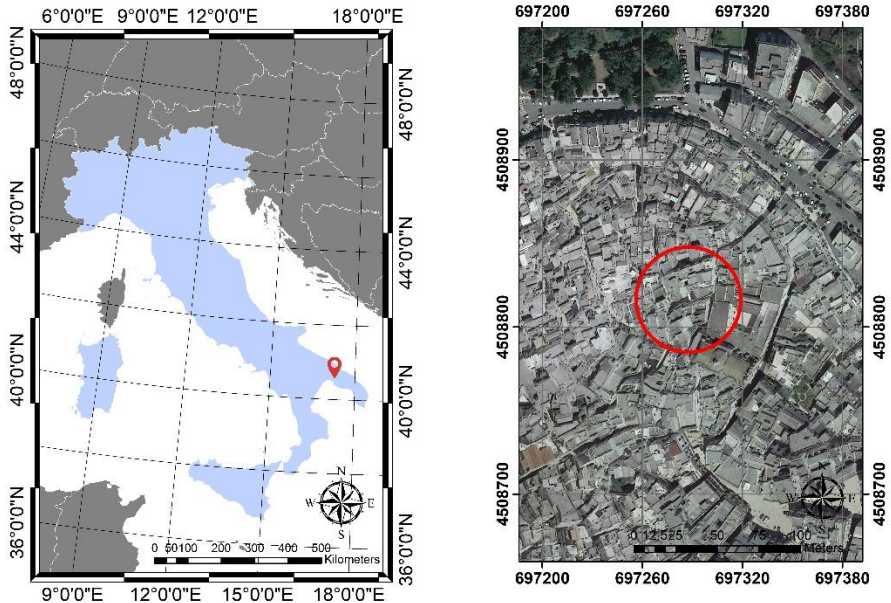 6°0'0"E 9°0'0"E 12°0'0"E 18°0'0"E
48°0'0"N
44°0'0"N
40°0'0"N
36°0'0"N
48°0'0"N
44°0'0"N
40°0'0"N
36°0'0"N
N
W E
S
0 50100 200 300 400 500
Kilometers
9°0'0"E 12°0'0"E 15°0'0"E 18°0'0"E
697200 697260 697320 697380
4508900
4508800
4508700
4508900
4508800
4508700
N
W E
S
0 12,525 50 75 100
Meters
697200 697260 697320 697380